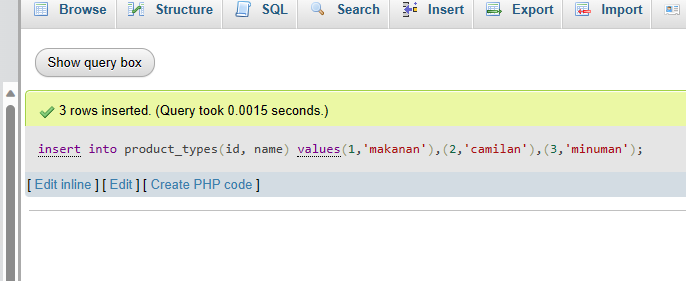 Browse Structure SQL Search Insert Export Import
Show query box
3 rows inserted. (Query took 0.0015 seconds.)
insert into product_types(id, name) values(1,'makanan'),(2,'camilan'),(3,'minuman');
[ Edit inline ] [ Edit ] [ Create PHP code ]